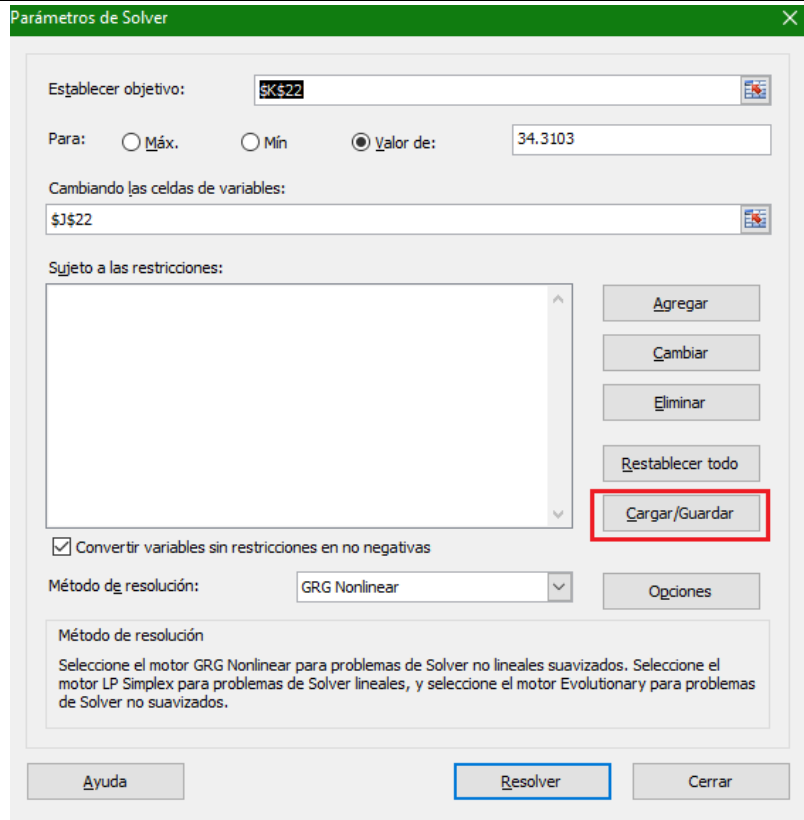 Parámetros de Solver
Establecer objetivo:
$K$22
Para:
Máx.
Mín
Valor de:
34.3103
Cambiando las celdas de variables:
$J$22
Sujeto a las restricciones:
Agregar
Cambiar
Eliminar
Restablecer todo
Cargar/Guardar
Convertir variables sin restricciones en no negativas
Método de resolución:
GRG Nonlinear
Opciones
Método de resolución
Seleccione el motor GRG Nonlinear para problemas de Solver no lineales suavizados. Seleccione el
motor LP Simplex para problemas de Solver lineales, y seleccione el motor Evolutionary para problemas
de Solver no suavizados.
Ayuda
Resolver
Cerrar